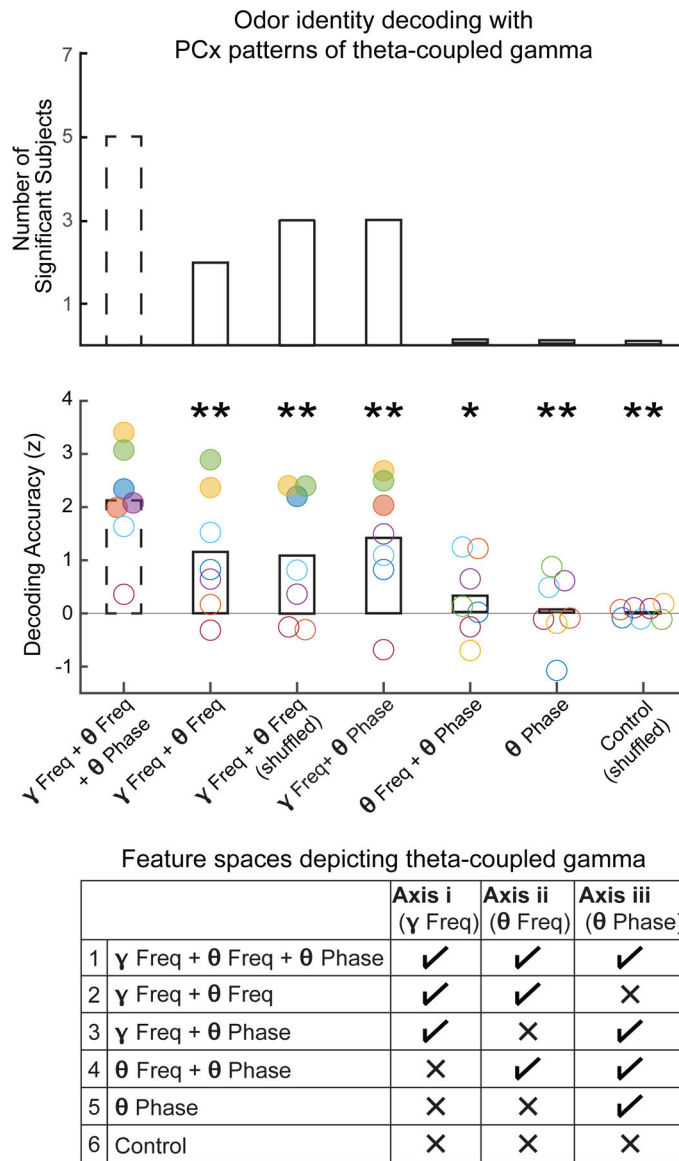 Odor identity decoding with
PCx patterns of theta-coupled gamma
Number of
Significant Subjects
7
5
3
1
Decoding Accuracy (z)
4
3
2
1
0
-1
** ** ** * ** **
γ Freq + θ Freq
+ θ Phase
γ Freq + θ Freq
γ Freq + θ Freq
(shuffled)
γ Freq+ θ Phase
θ Freq + θ Phase
θ Phase
Control
(shuffled)
Feature spaces depicting theta-coupled gamma
Axis i Axis ii Axis iii
(γ Freq) (θ Freq) (θ Phase)
1 γ Freq + θ Freq + θ Phase ✓ ✓ ✓
2 γ Freq + θ Freq ✓ ✓ ✕
3 γ Freq + θ Phase ✓ ✕ ✓
4 θ Freq + θ Phase ✕ ✓ ✓
5 θ Phase ✕ ✕ ✓
6 Control ✕ ✕ ✕